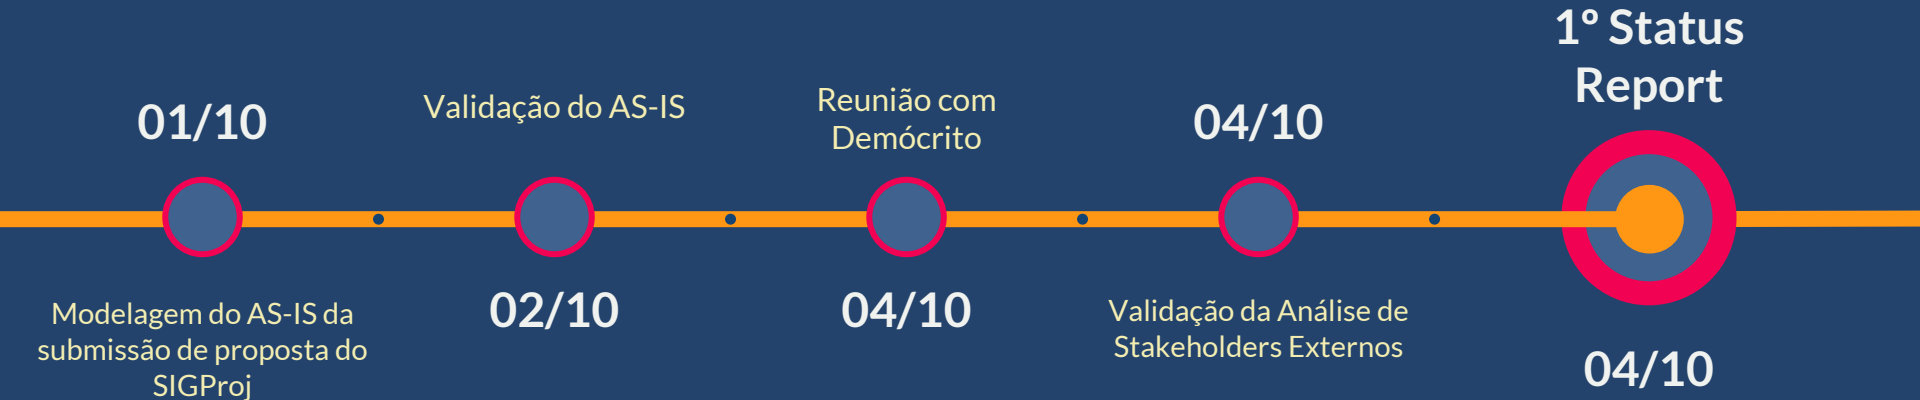 01/10
Modelagem do AS-IS da
submissão de proposta do
SIGProj
Validação do AS-IS
02/10
Reunião com
Demócrito
04/10
04/10
Validação da Análise de
Stakeholders Externos
1º Status
Report
04/10